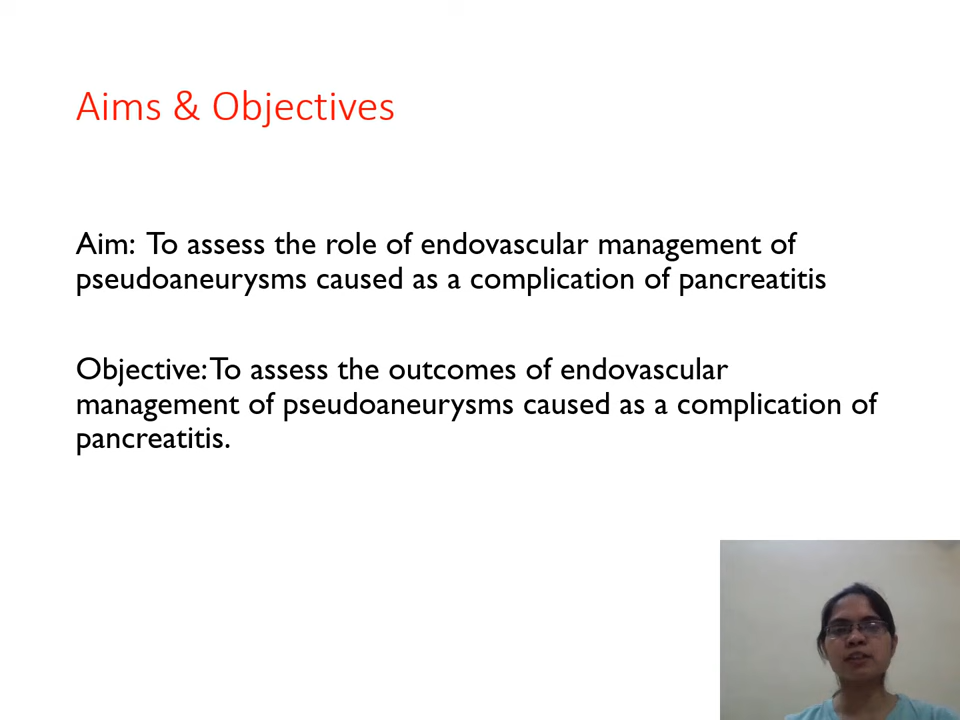 Aims & Objectives
Aim: To assess the role of endovascular management of
pseudoaneurysms caused as a complication of pancreatitis
Objective: To assess the outcomes of endovascular
management of pseudoaneurysms caused as a complication of
pancreatitis.